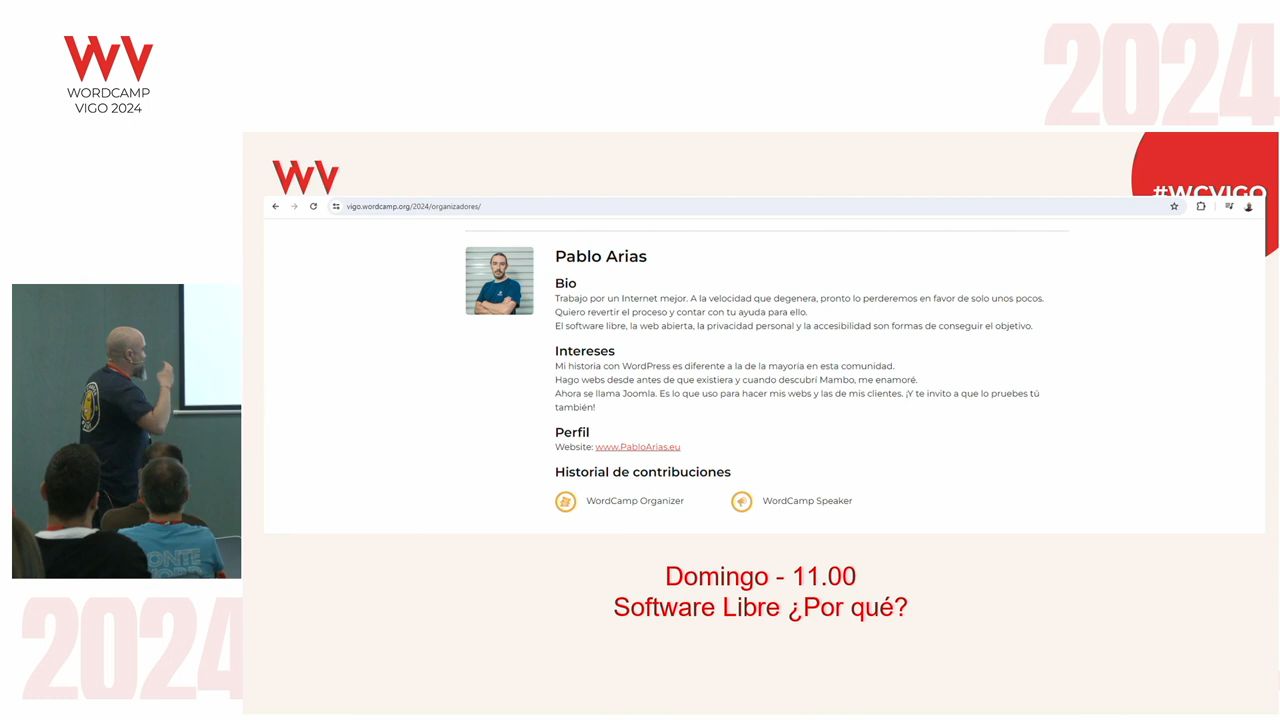 WORDCAMP
VIGO 2024
2024
#WCVIGO
vigo.wordcamp.org/2024/organizadores/
Pablo Arias
Bio
Trabajo por un Internet mejor. A la velocidad que degenera, pronto lo perderemos en favor de solo unos pocos.
Quiero revertir el proceso y contar con tu ayuda para ello.
El software libre, la web abierta, la privacidad personal y la accesibilidad son formas de conseguir el objetivo.
Intereses
Mi historia con WordPress es diferente a la de la mayoría en esta comunidad.
Hago webs desde antes de que existiera y cuando descubrí Mambo, me enamoré.
Ahora se llama Joomla. Es lo que uso para hacer mis webs y las de mis clientes. ¡Y te invito a que lo pruebes tú
también!
Perfil
Website: www.PabloArias.eu
Historial de contribuciones
WordCamp Organizer
WordCamp Speaker
Domingo - 11.00
Software Libre ¿Por qué?
2024